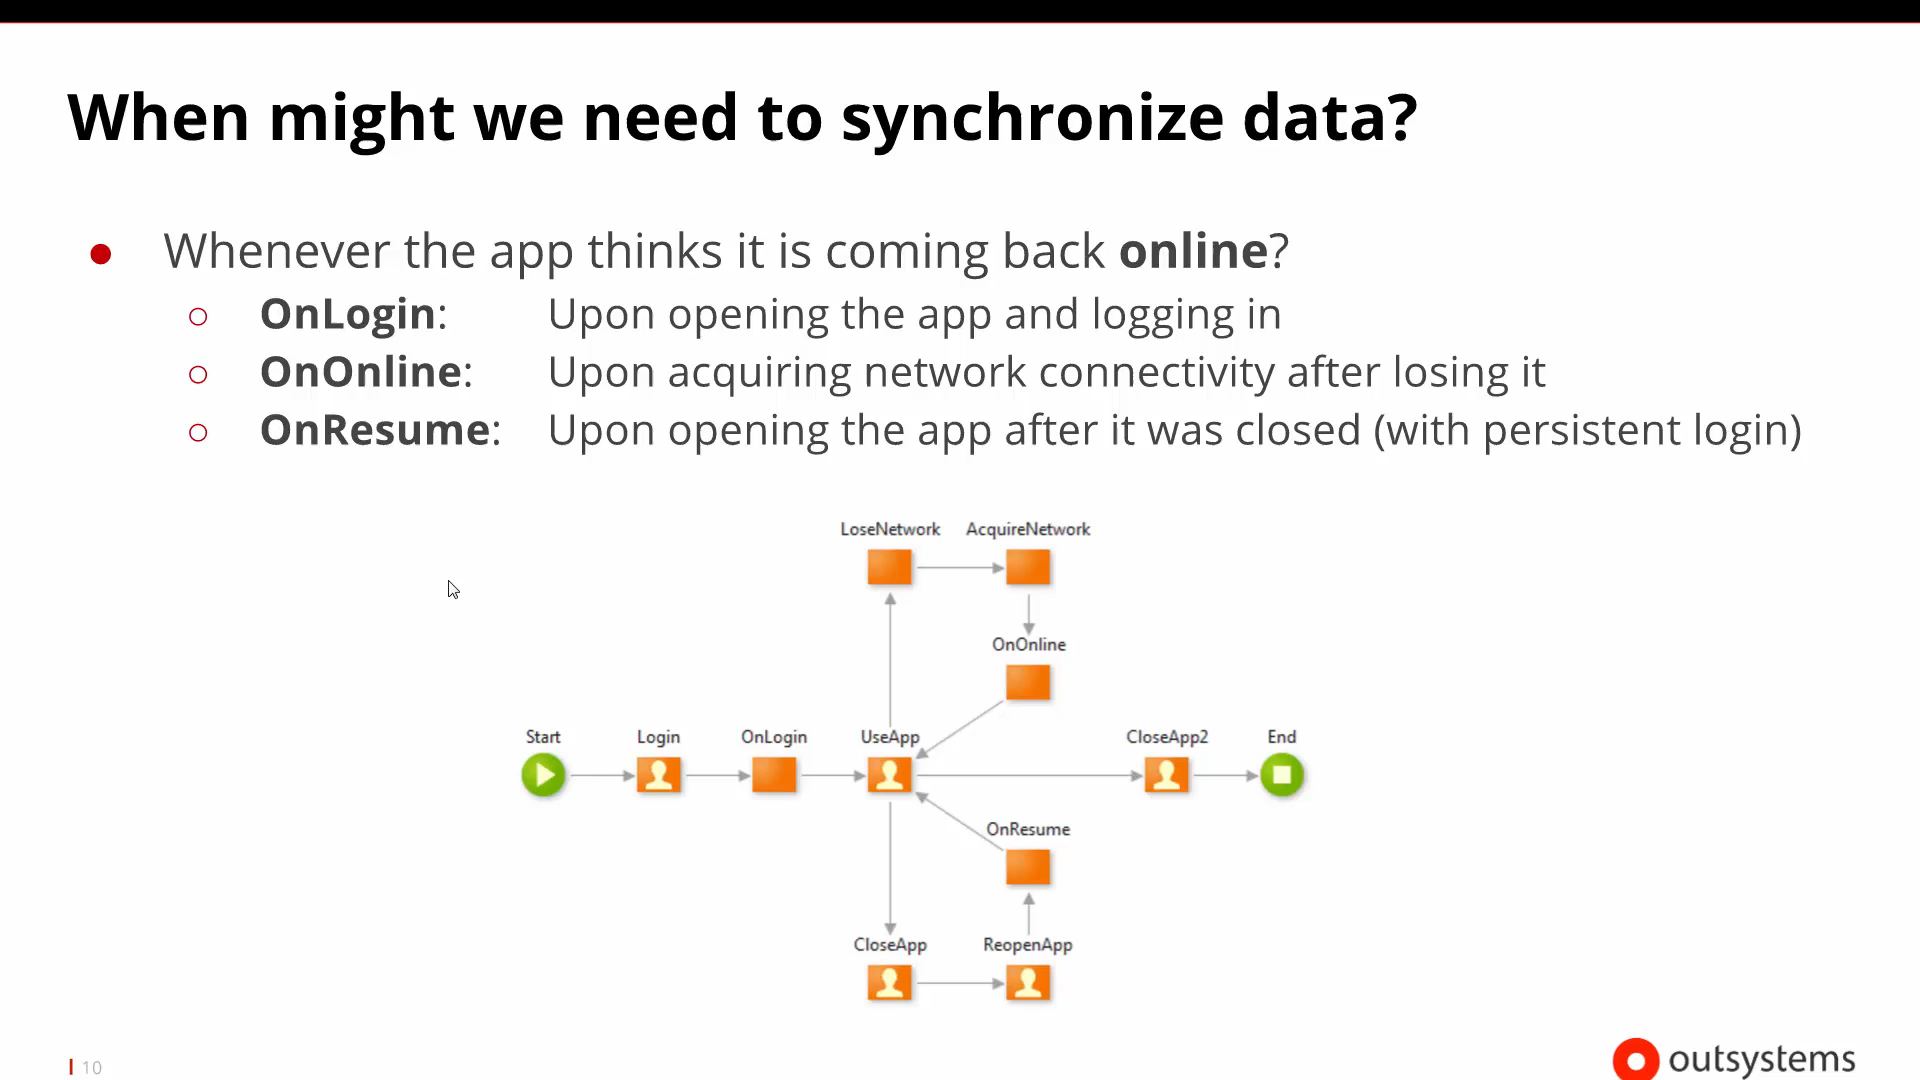 When might we need to synchronize data?
● Whenever the app thinks it is coming back online?
○ OnLogin: Upon opening the app and logging in
○ OnOnline: Upon acquiring network connectivity after losing it
○ OnResume: Upon opening the app after it was closed (with persistent login)
LoseNetwork AcquireNetwork
OnOnline
Start Login OnLogin UseApp CloseApp2 End
OnResume
CloseApp ReopenApp
10
outsystems